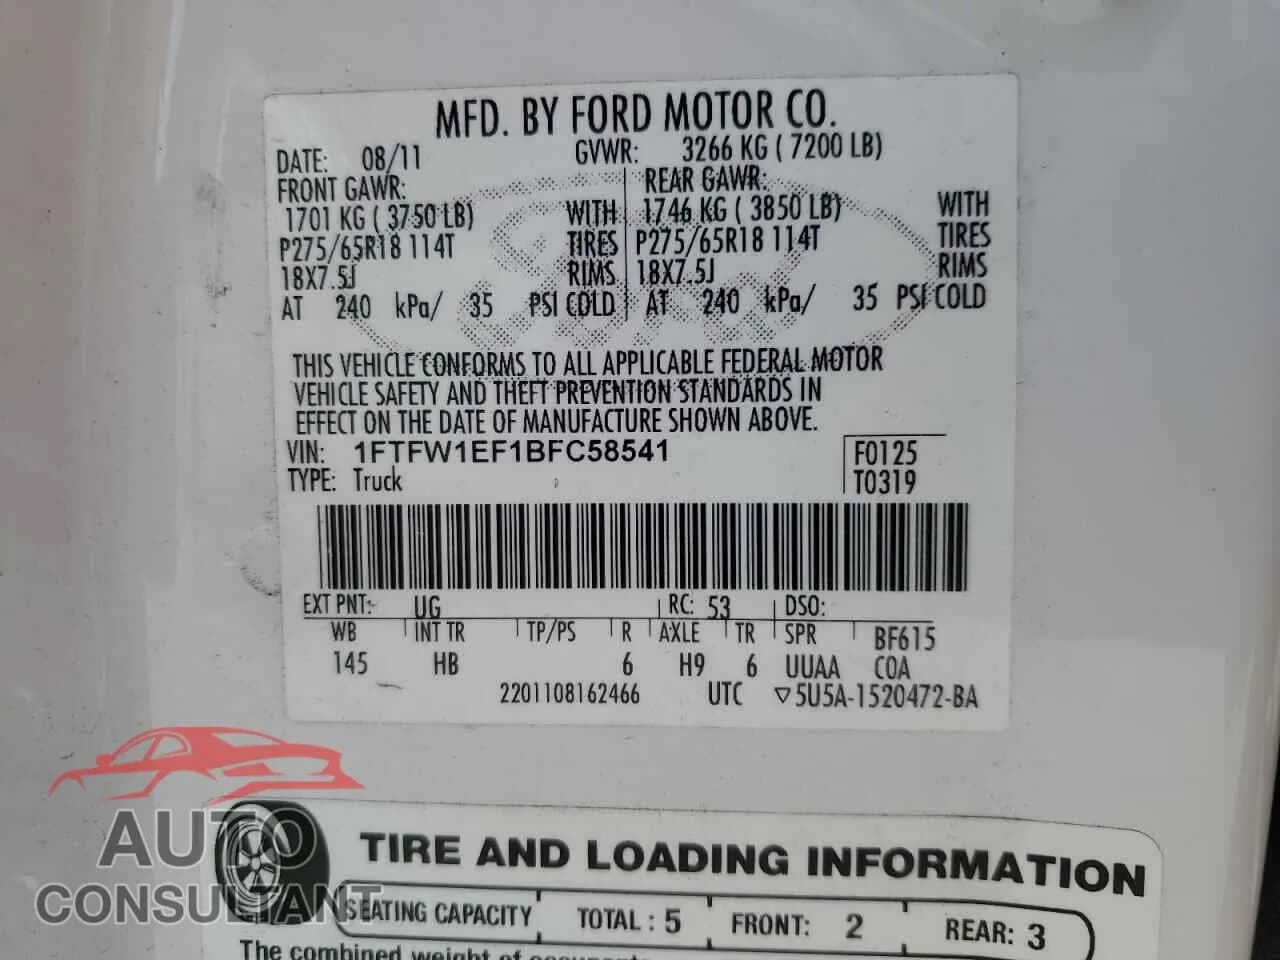 MFD. BY FORD MOTOR CO.
DATE: 08/11 GVWR: 3266 KG ( 7200 LB)
FRONT GAWR: REAR GAWR:
1701 KG ( 3750 LB) WITH 1746 KG ( 3850 LB) WITH
P275/65R18 114T TIRES P275/65R18 114T TIRES
18X7.5J RIMS 18X7.5J RIMS
AT 240 kPa/ 35 PSI COLD AT 240 kPa/ 35 PSI COLD
THIS VEHICLE CONFORMS TO ALL APPLICABLE FEDERAL MOTOR
VEHICLE SAFETY AND THEFT PREVENTION STANDARDS IN
EFFECT ON THE DATE OF MANUFACTURE SHOWN ABOVE.
VIN: 1FTFW1EF1BFC58541 F0125
TYPE: Truck T0319
EXT PNT: UG RC: 53 DSO:
WB INT TR TP/PS R AXLE TR SPR BF615
145 HB 6 H9 6 UUAA COA
2201108162466 UTC ▽5U5A-1520472-BA
AUTO
CONSULTANT
TIRE AND LOADING INFORMATION
SEATING CAPACITY TOTAL : 5 FRONT: 2 REAR: 3
The combined weight of